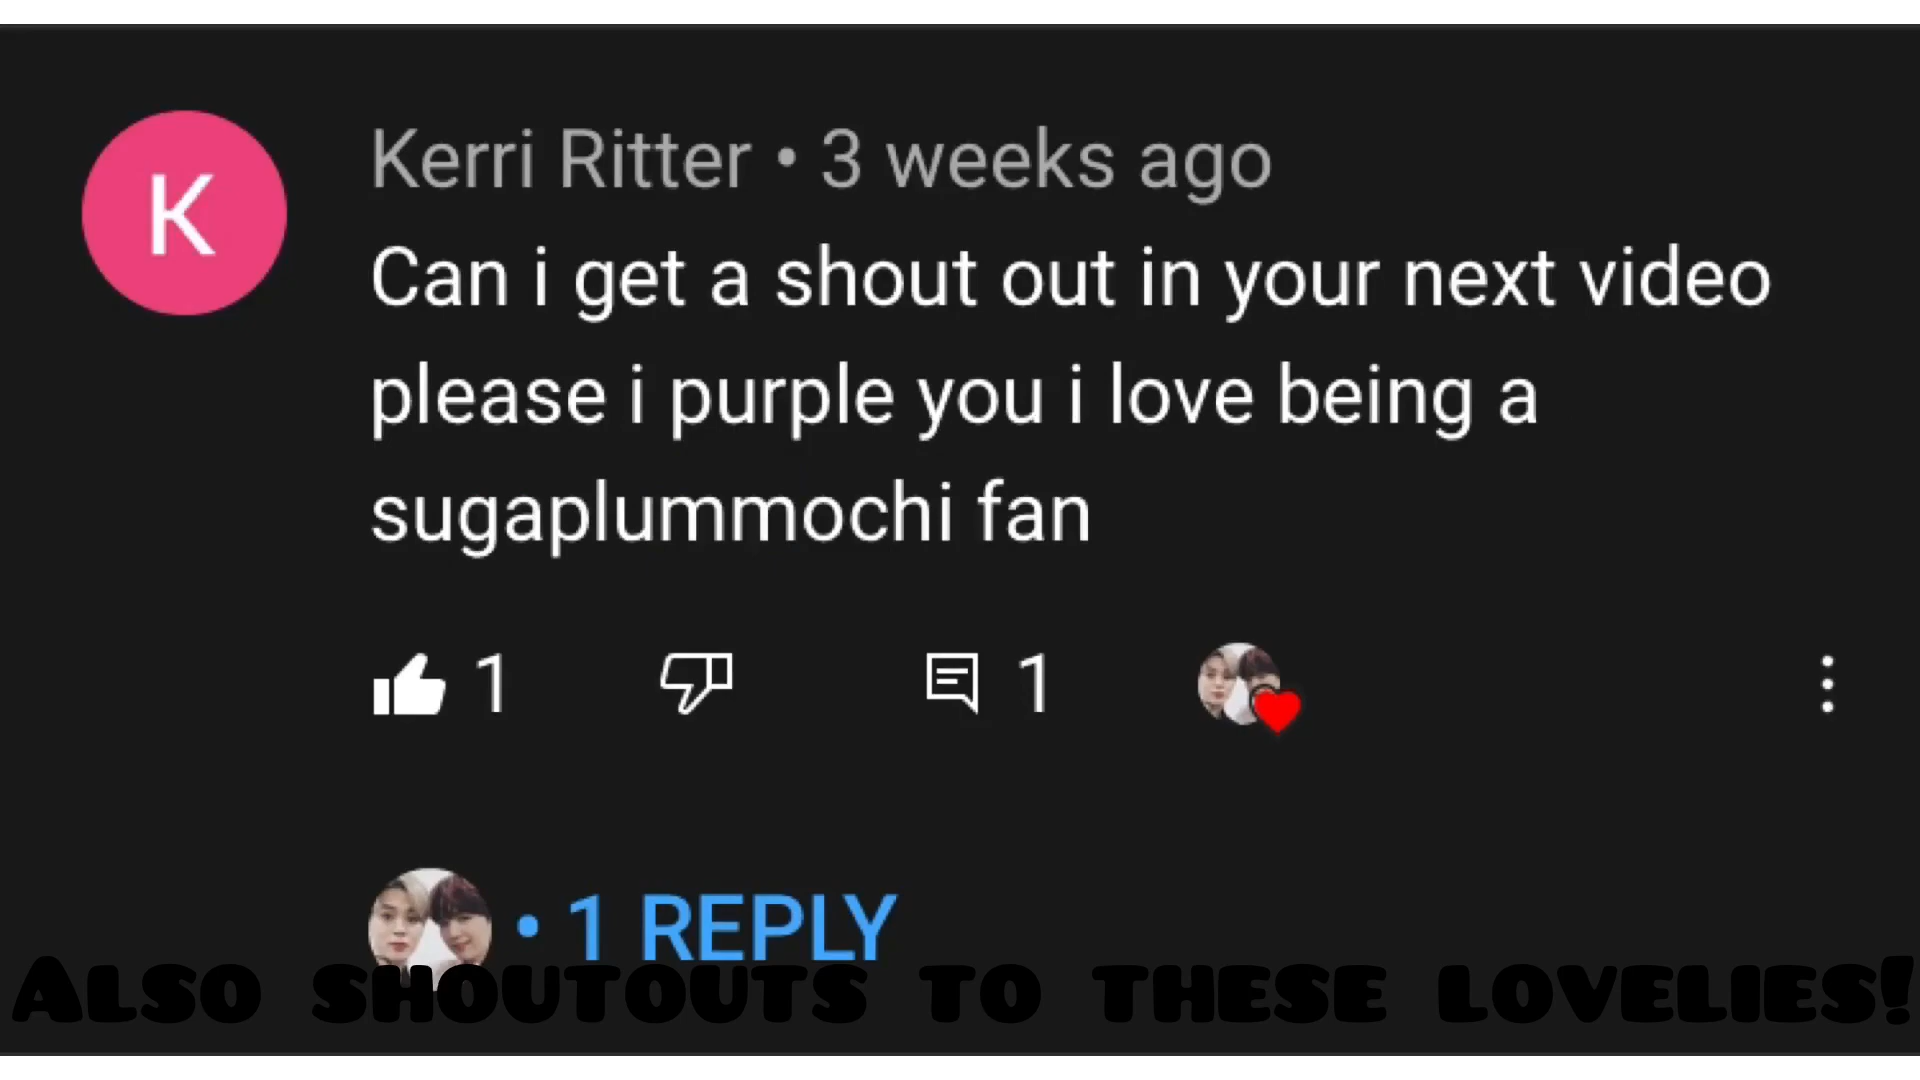 K
Kerri Ritter • 3 weeks ago
Can i get a shout out in your next video
please i purple you i love being a
sugaplummochi fan
1
1
• 1 REPLY
Also shoutouts to these lovelies!